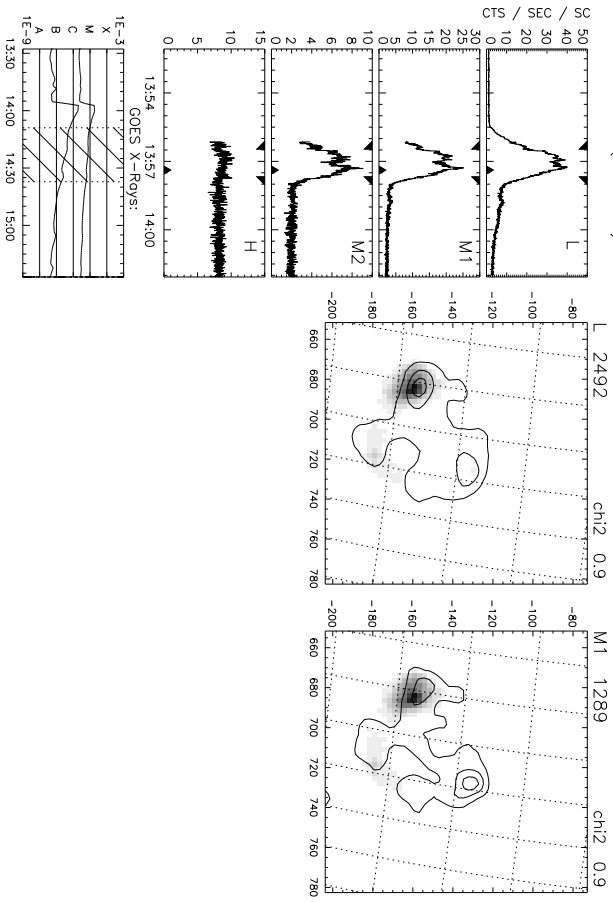 CTS / SEC / SC
0 10 20 30 40 50
L
0 5 10 15 20 25 30
M1
0 2 4 6 8 10
M2
0 5 10 15
H
13:54 13:57 14:00
GOES X-Rays:
1E-9 A B C M X 1E-3
13:30 14:00 14:30 15:00
L 2492 chi2 0.9
-200 -180 -160 -140 -120 -100 -80
660 680 700 720 740 760 780
M1 1289 chi2 0.9
-200 -180 -160 -140 -120 -100 -80
660 680 700 720 740 760 780